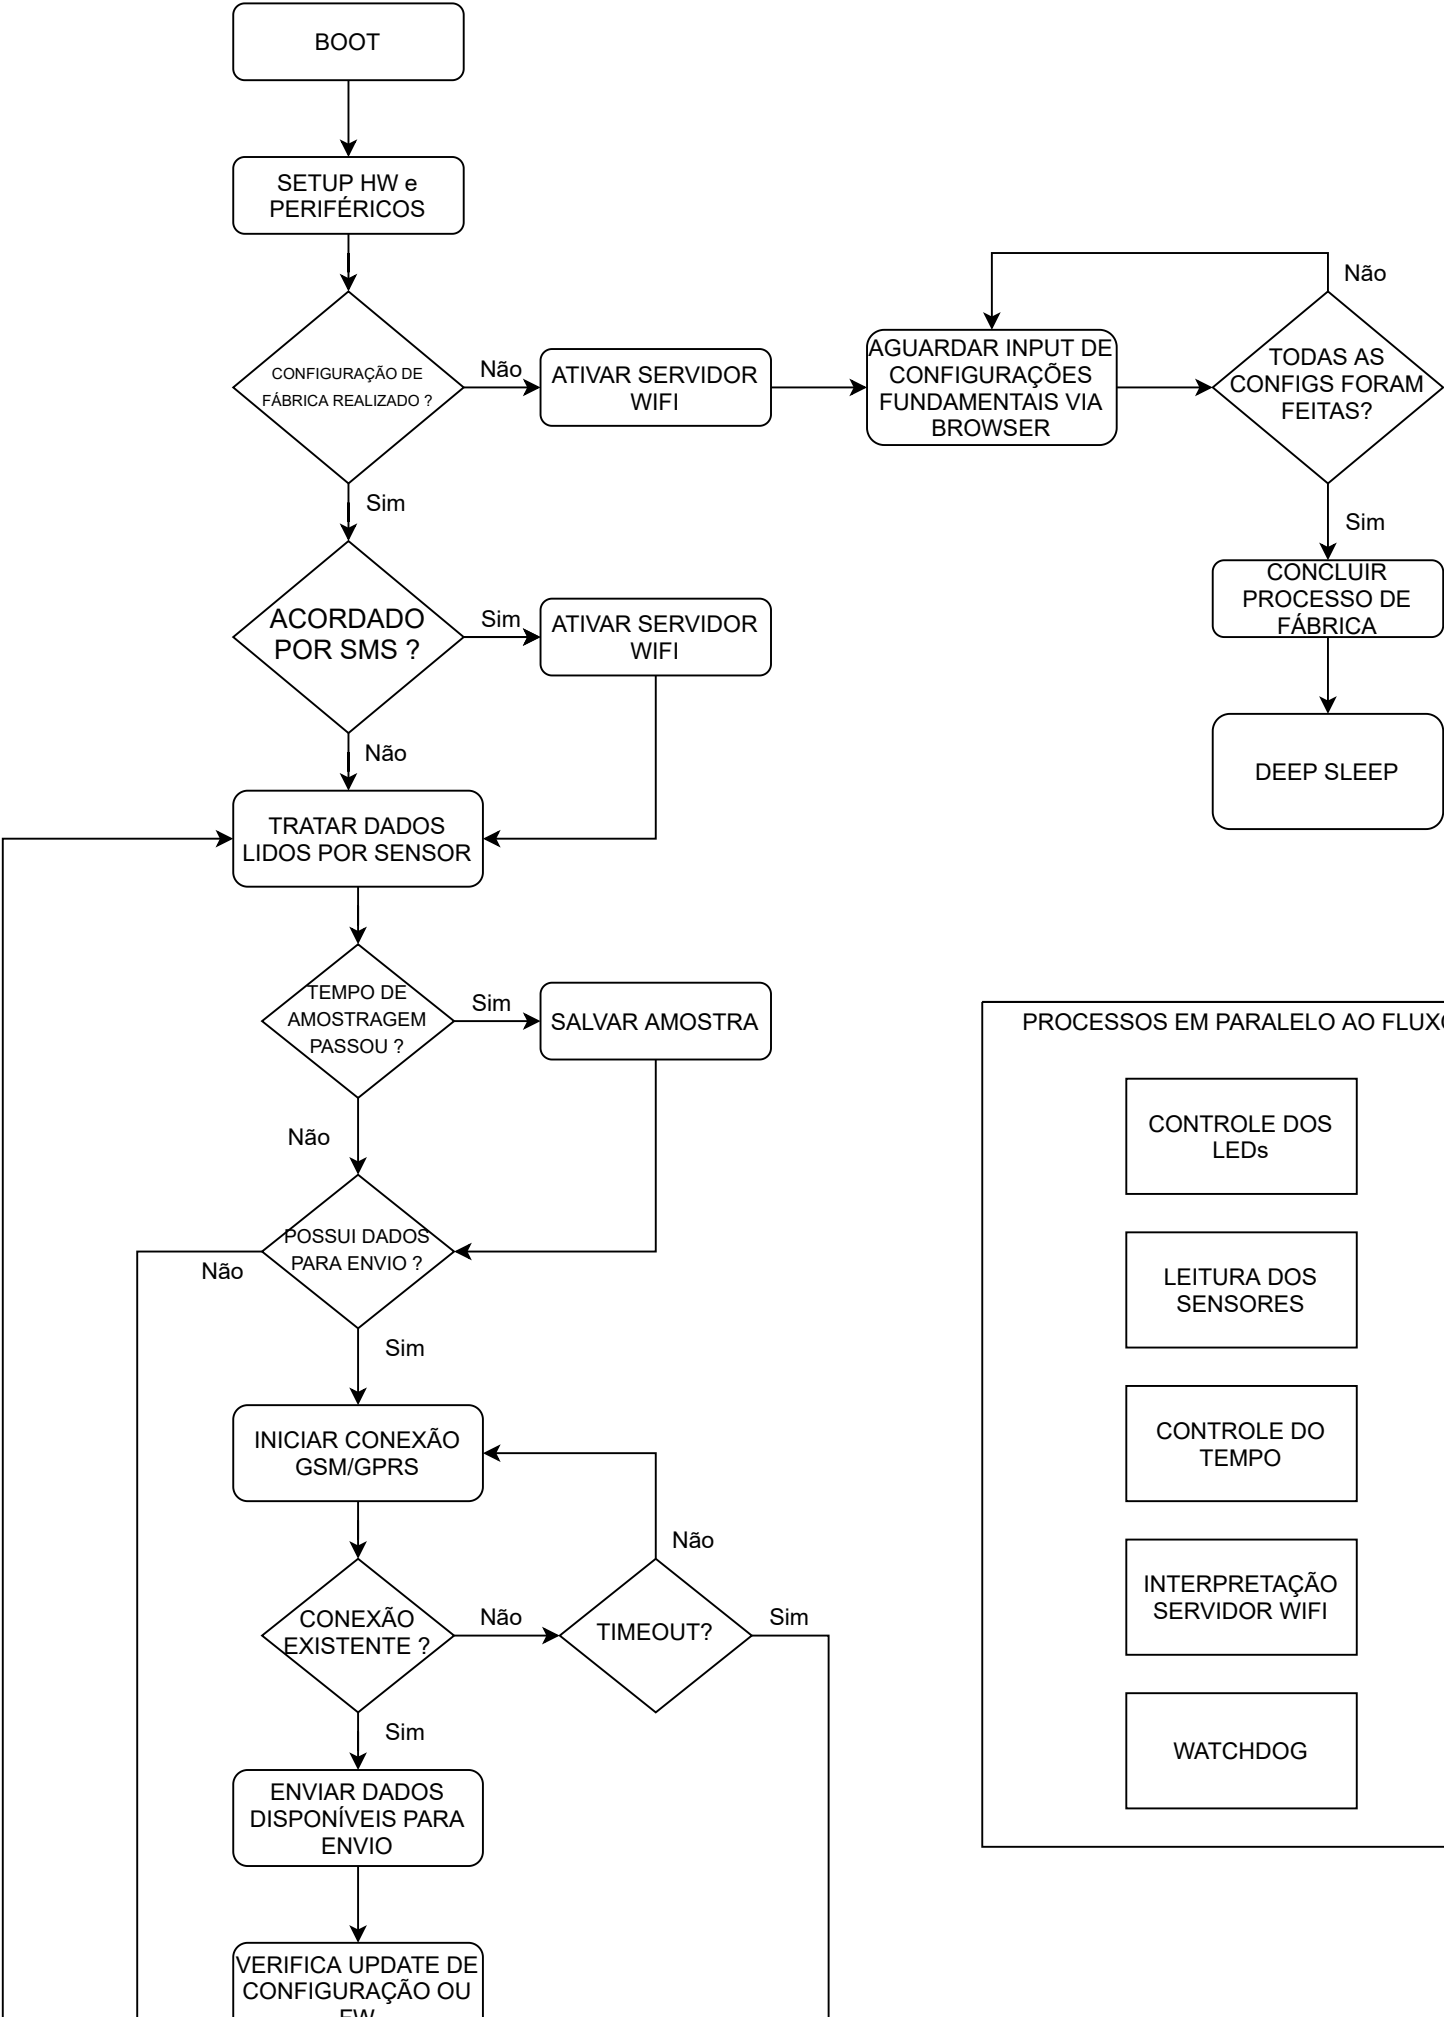 BOOT
SETUP HW e
PERIFÉRICOS
CONFIGURAÇÃO DE
FÁBRICA REALIZADO ?
Não
ATIVAR SERVIDOR
WIFI
AGUARDAR INPUT DE
CONFIGURAÇÕES
FUNDAMENTAIS VIA
BROWSER
Não
TODAS AS
CONFIGS FORAM
FEITAS?
Sim
Sim
CONCLUIR
PROCESSO DE
FÁBRICA
ACORDADO
POR SMS ?
Sim
ATIVAR SERVIDOR
WIFI
Não
DEEP SLEEP
TRATAR DADOS
LIDOS POR SENSOR
TEMPO DE
AMOSTRAGEM
PASSOU ?
Sim
SALVAR AMOSTRA
Não
POSSUI DADOS
PARA ENVIO ?
Não
Sim
INICIAR CONEXÃO
GSM/GPRS
Não
CONEXÃO
EXISTENTE ?
Não
TIMEOUT?
Sim
Sim
ENVIAR DADOS
DISPONÍVEIS PARA
ENVIO
VERIFICA UPDATE DE
CONFIGURAÇÃO OU
FW
PROCESSOS EM PARALELO AO FLUXO
CONTROLE DOS
LEDs
LEITURA DOS
SENSORES
CONTROLE DO
TEMPO
INTERPRETAÇÃO
SERVIDOR WIFI
WATCHDOG